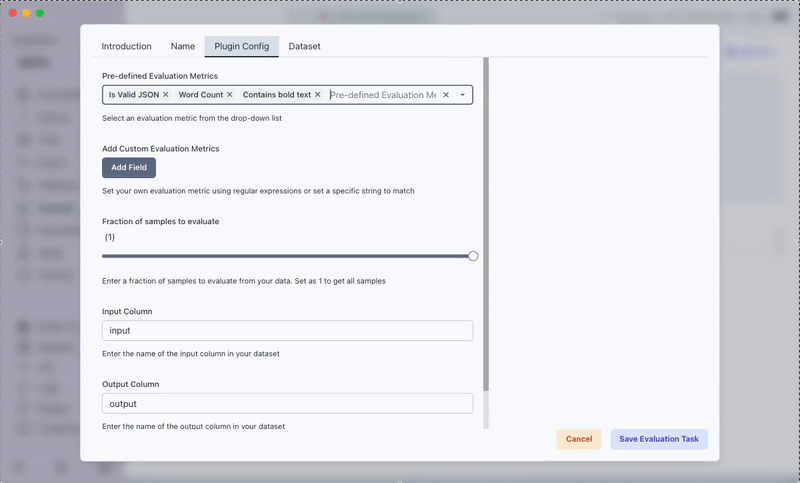 Introduction Name Plugin Config Dataset
Pre-defined Evaluation Metrics
Is Valid JSON × Word Count × Contains bold text × Pre-defined Evaluation Me ×
Select an evaluation metric from the drop-down list
Add Custom Evaluation Metrics
Add Field
Set your own evaluation metric using regular expressions or set a specific string to match
Fraction of samples to evaluate
(1)
Enter a fraction of samples to evaluate from your data. Set as 1 to get all samples
Input Column
input
Enter the name of the input column in your dataset
Output Column
output
Enter the name of the output column in your dataset
Cancel Save Evaluation Task